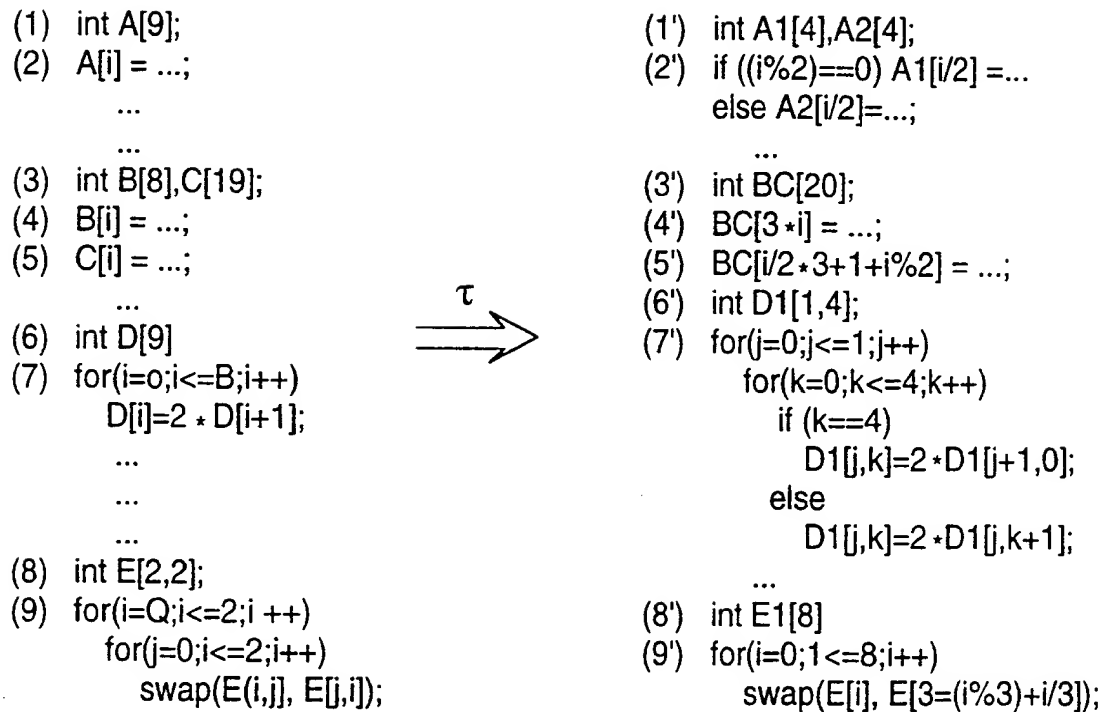 (1) int A[9];
(2) A[i] = ...;
...
...
(3) int B[8],C[19];
(4) B[i] = ...;
(5) C[i] = ...;
...
(6) int D[9]
(7) for(i=o;i<=B;i++)
D[i]=2 * D[i+1];
...
...
...
(8) int E[2,2];
(9) for(i=Q;i<=2;i ++)
for(j=0;i<=2;i++)
swap(E(i,j], E[j,i]);
τ
(1') int A1[4],A2[4];
(2') if ((i%2)==0) A1[i/2] =...
else A2[i/2]=...;
...
(3') int BC[20];
(4') BC[3*i] = ...;
(5') BC[i/2*3+1+i%2] = ...;
(6') int D1[1,4];
(7') for(j=0;j<=1;j++)
for(k=0;k<=4;k++)
if (k==4)
D1[j,k]=2*D1[j+1,0];
else
D1[j,k]=2*D1[j,k+1];
...
(8') int E1[8]
(9') for(i=0;1<=8;i++)
swap(E[i], E[3=(i%3)+i/3]);